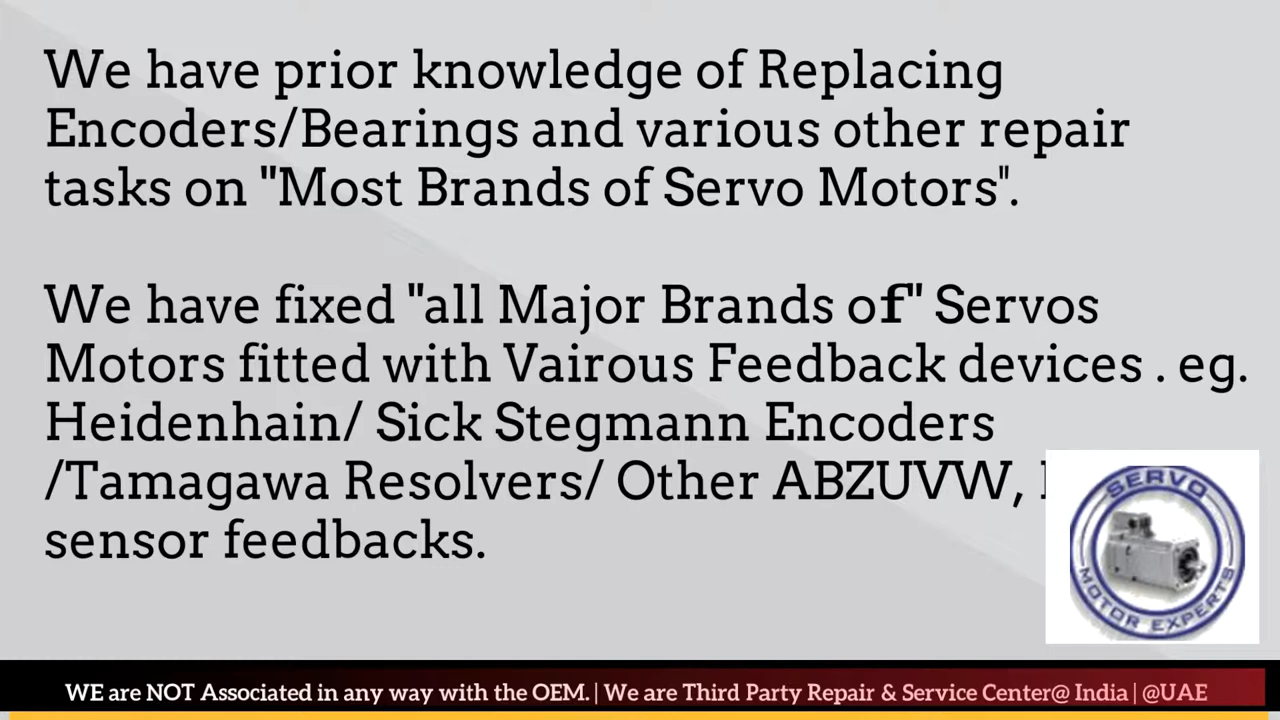 We have prior knowledge of Replacing
Encoders/Bearings and various other repair
tasks on "Most Brands of Servo Motors".
We have fixed "all Major Brands of" Servos
Motors fitted with Vairous Feedback devices . eg.
Heidenhain/ Sick Stegmann Encoders
/Tamagawa Resolvers/ Other ABZUVW,
sensor feedbacks.
SERVO
MOTOR EXPERTS
WE are NOT Associated in any way with the OEM. | We are Third Party Repair & Service Center@ India | @UAE